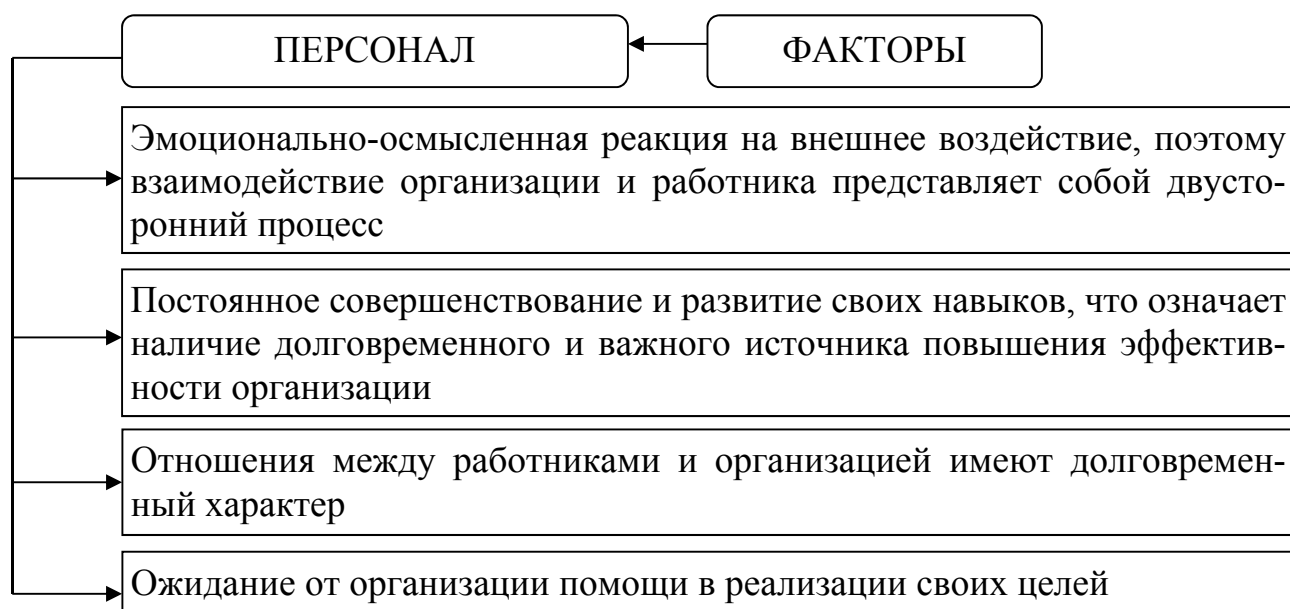 ПЕРСОНАЛ
ФАКТОРЫ
Эмоционально-осмысленная реакция на внешнее воздействие, поэтому
взаимодействие организации и работника представляет собой двусто-
ронний процесс
Постоянное совершенствование и развитие своих навыков, что означает
наличие долговременного и важного источника повышения эффектив-
ности организации
Отношения между работниками и организацией имеют долговремен-
ный характер
Ожидание от организации помощи в реализации своих целей